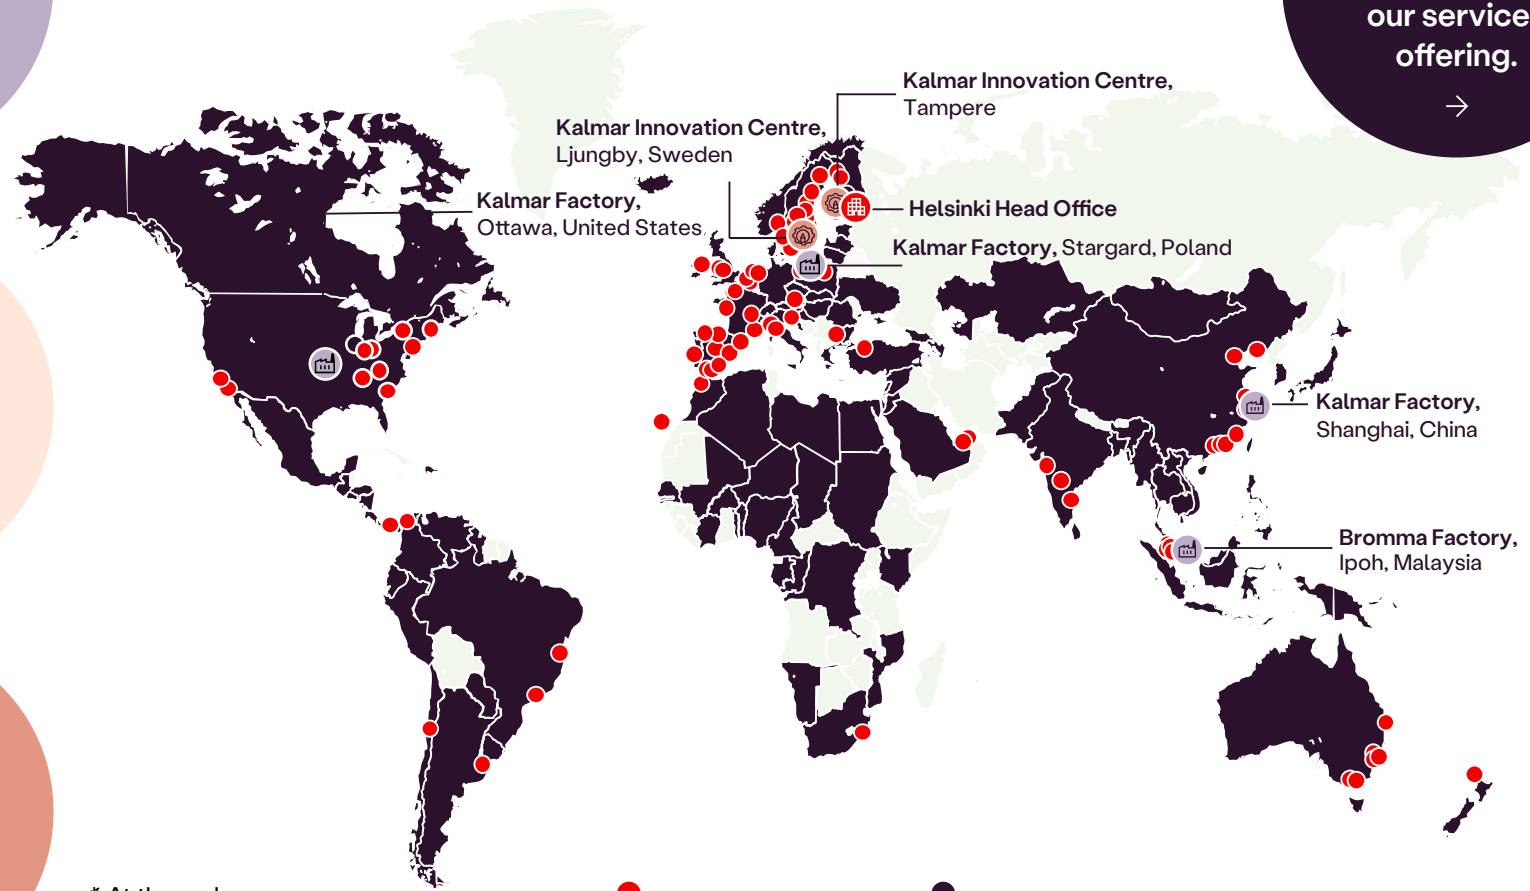 our service
offering.
Kalmar Innovation Centre,
Tampere
Kalmar Innovation Centre,
Ljungby, Sweden
Kalmar Factory,
Ottawa, United States
Helsinki Head Office
Kalmar Factory, Stargard, Poland
Kalmar Factory,
Shanghai, China
Bromma Factory,
Ipoh, Malaysia